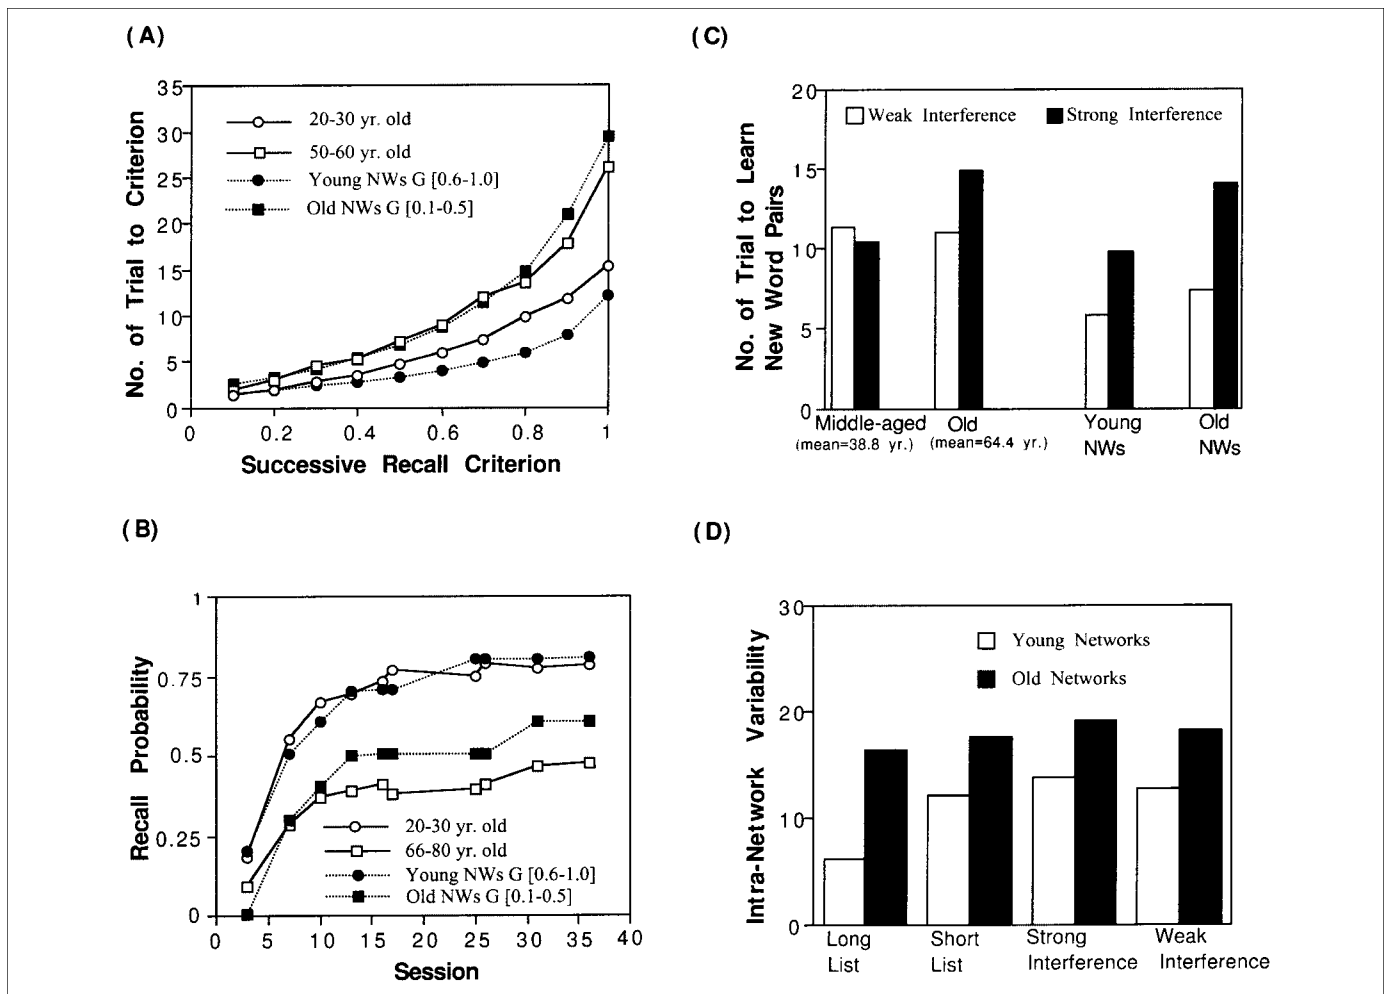 (A)
No. of Trial to Criterion
35
30
25
20
15
10
5
0
20-30 yr. old
50-60 yr. old
Young NWs G [0.6-1.0]
Old NWs G [0.1-0.5]
0 0.2 0.4 0.6 0.8 1
Successive Recall Criterion
(C)
No. of Trial to Learn
New Word Pairs
20
15
10
5
0
Weak Interference Strong Interference
Middle-aged Old Young Old
(mean=38.8 yr.) (mean=64.4 yr.) NWs NWs
(B)
Recall Probability
1
0.75
0.5
0.25
0
20-30 yr. old
66-80 yr. old
Young NWs G [0.6-1.0]
Old NWs G [0.1-0.5]
0 5 10 15 20 25 30 35 40
Session
(D)
Intra-Network Variability
30
20
10
0
Young Networks
Old Networks
Long Short Strong Weak
List List Interference Interference